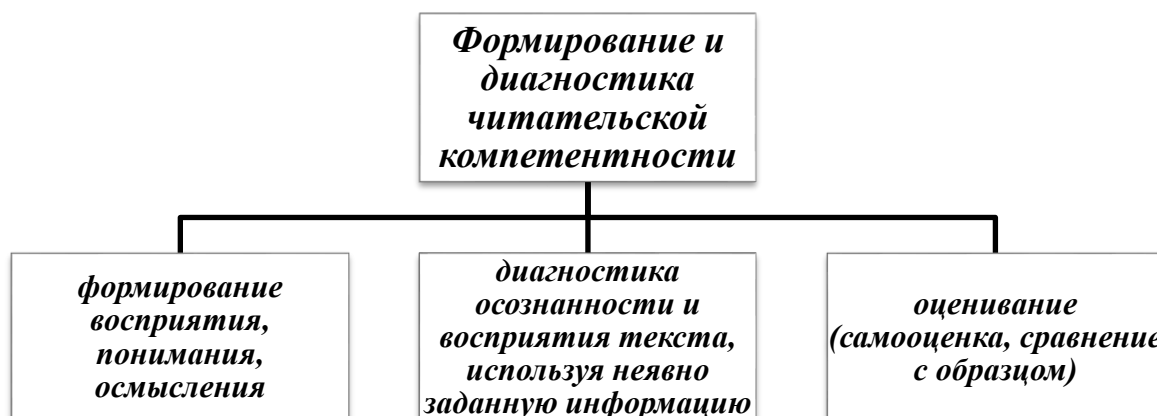 Формирование и
диагностика
читательской
компетентности
формирование
восприятия,
понимания,
осмысления
диагностика
осознанности и
восприятия текста,
используя неявно
заданную информацию
оценивание
(самооценка, сравнение
с образцом)